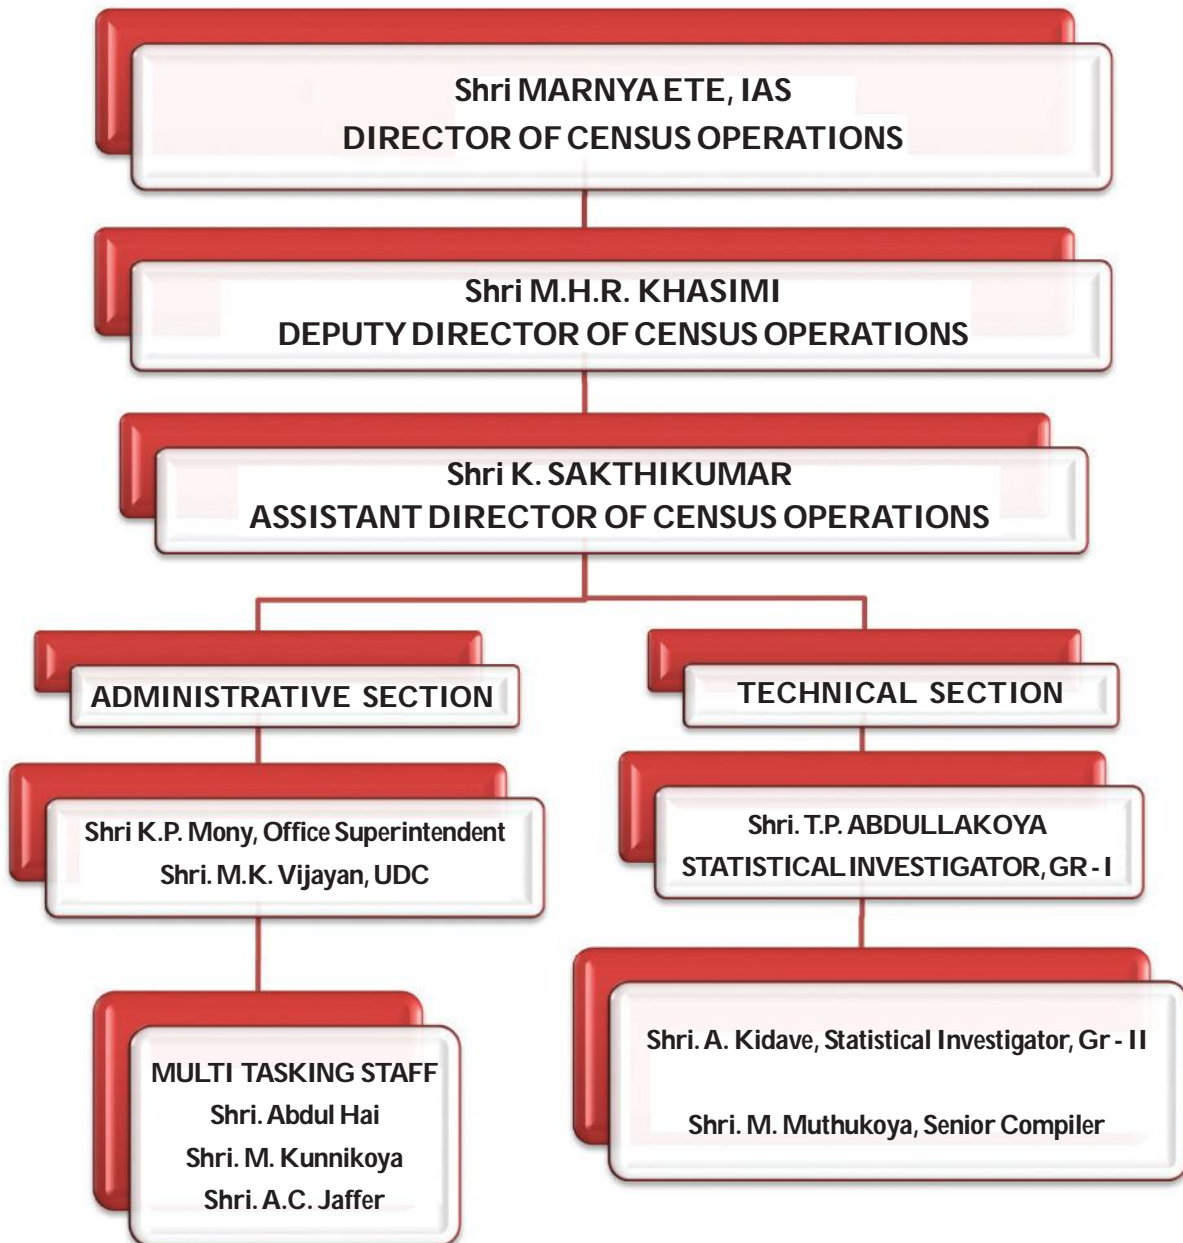 Shri MARNYA ETE, IAS
DIRECTOR OF CENSUS OPERATIONS
Shri M.H.R. KHASIMI
DEPUTY DIRECTOR OF CENSUS OPERATIONS
Shri K. SAKTHIKUMAR
ASSISTANT DIRECTOR OF CENSUS OPERATIONS
ADMINISTRATIVE SECTION
Shri K.P. Mony, Office Superintendent
Shri. M.K. Vijayan, UDC
MULTI TASKING STAFF
Shri. Abdul Hai
Shri. M. Kunnikoya
Shri. A.C. Jaffer
TECHNICAL SECTION
Shri. T.P. ABDULLAKOYA
STATISTICAL INVESTIGATOR, GR - I
Shri. A. Kidave, Statistical Investigator, Gr - II
Shri. M. Muthukoya, Senior Compiler